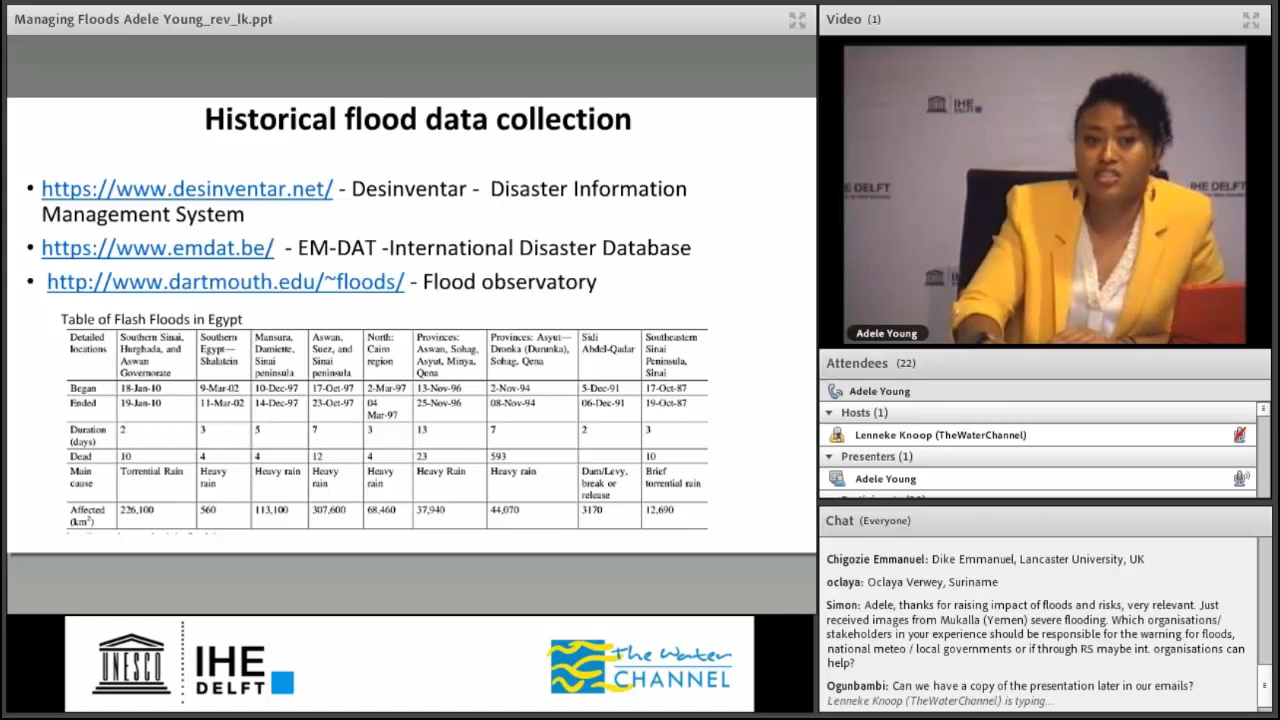 Managing Floods Adele Young_rev_lk.ppt
Historical flood data collection
• https://www.desinventar.net/ - Desinventar - Disaster Information
Management System
• https://www.emdat.be/ - EM-DAT -International Disaster Database
• http://www.dartmouth.edu/~floods/ - Flood observatory
Table of Flash Floods in Egypt
Detailed locations Southern Sinai, Hurghada, and Aswan Governorate Southern Egypt—Shalatein Mansura, Damiette, Sinai peninsula Aswan, Suez, and Sinai peninsula North: Cairo region Provinces: Aswan, Sohag, Asyut, Minya, Qena Provinces: Asyut—Dronka (Durunka), Sohag, Qena Sidi Abdel-Qadar Southeastern Sinai Peninsula, Sinai
Began 18-Jan-10 9-Mar-02 10-Dec-97 17-Oct-97 2-Mar-97 13-Nov-96 2-Nov-94 5-Dec-91 17-Oct-87
Ended 19-Jan-10 11-Mar-02 14-Dec-97 23-Oct-97 04 Mar-97 25-Nov-96 08-Nov-94 06-Dec-91 19-Oct-87
Duration (days) 2 3 5 7 3 13 7 2 3
Dead 10 4 4 12 4 23 593 10
Main cause Torrential Rain Heavy rain Heavy rain Heavy rain Heavy rain Heavy Rain Heavy rain Dam/Levy, break or release Brief torrential rain
Affected (km²) 226,100 560 113,100 307,600 68,460 37,940 44,070 3170 12,690
UNESCO
IHE
DELFT
The Water
CHANNEL
Video (1)
IHE
DELFT
DELFT
IHE DELFT
Adele Young
Attendees (22)
Adele Young
Hosts (1)
Lenneke Knoop (TheWaterChannel)
Presenters (1)
Adele Young
Chat (Everyone)
Chigozie Emmanuel: Dike Emmanuel, Lancaster University, UK
oclaya: Oclaya Verwey, Suriname
Simon: Adele, thanks for raising impact of floods and risks, very relevant. Just
received images from Mukalla (Yemen) severe flooding. Which organisations/
stakeholders in your experience should be responsible for the warning for floods,
national meteo / local governments or if through RS maybe int. organisations can
help?
Ogunbambi: Can we have a copy of the presentation later in our emails?
Lenneke Knoop (TheWaterChannel) is typing...